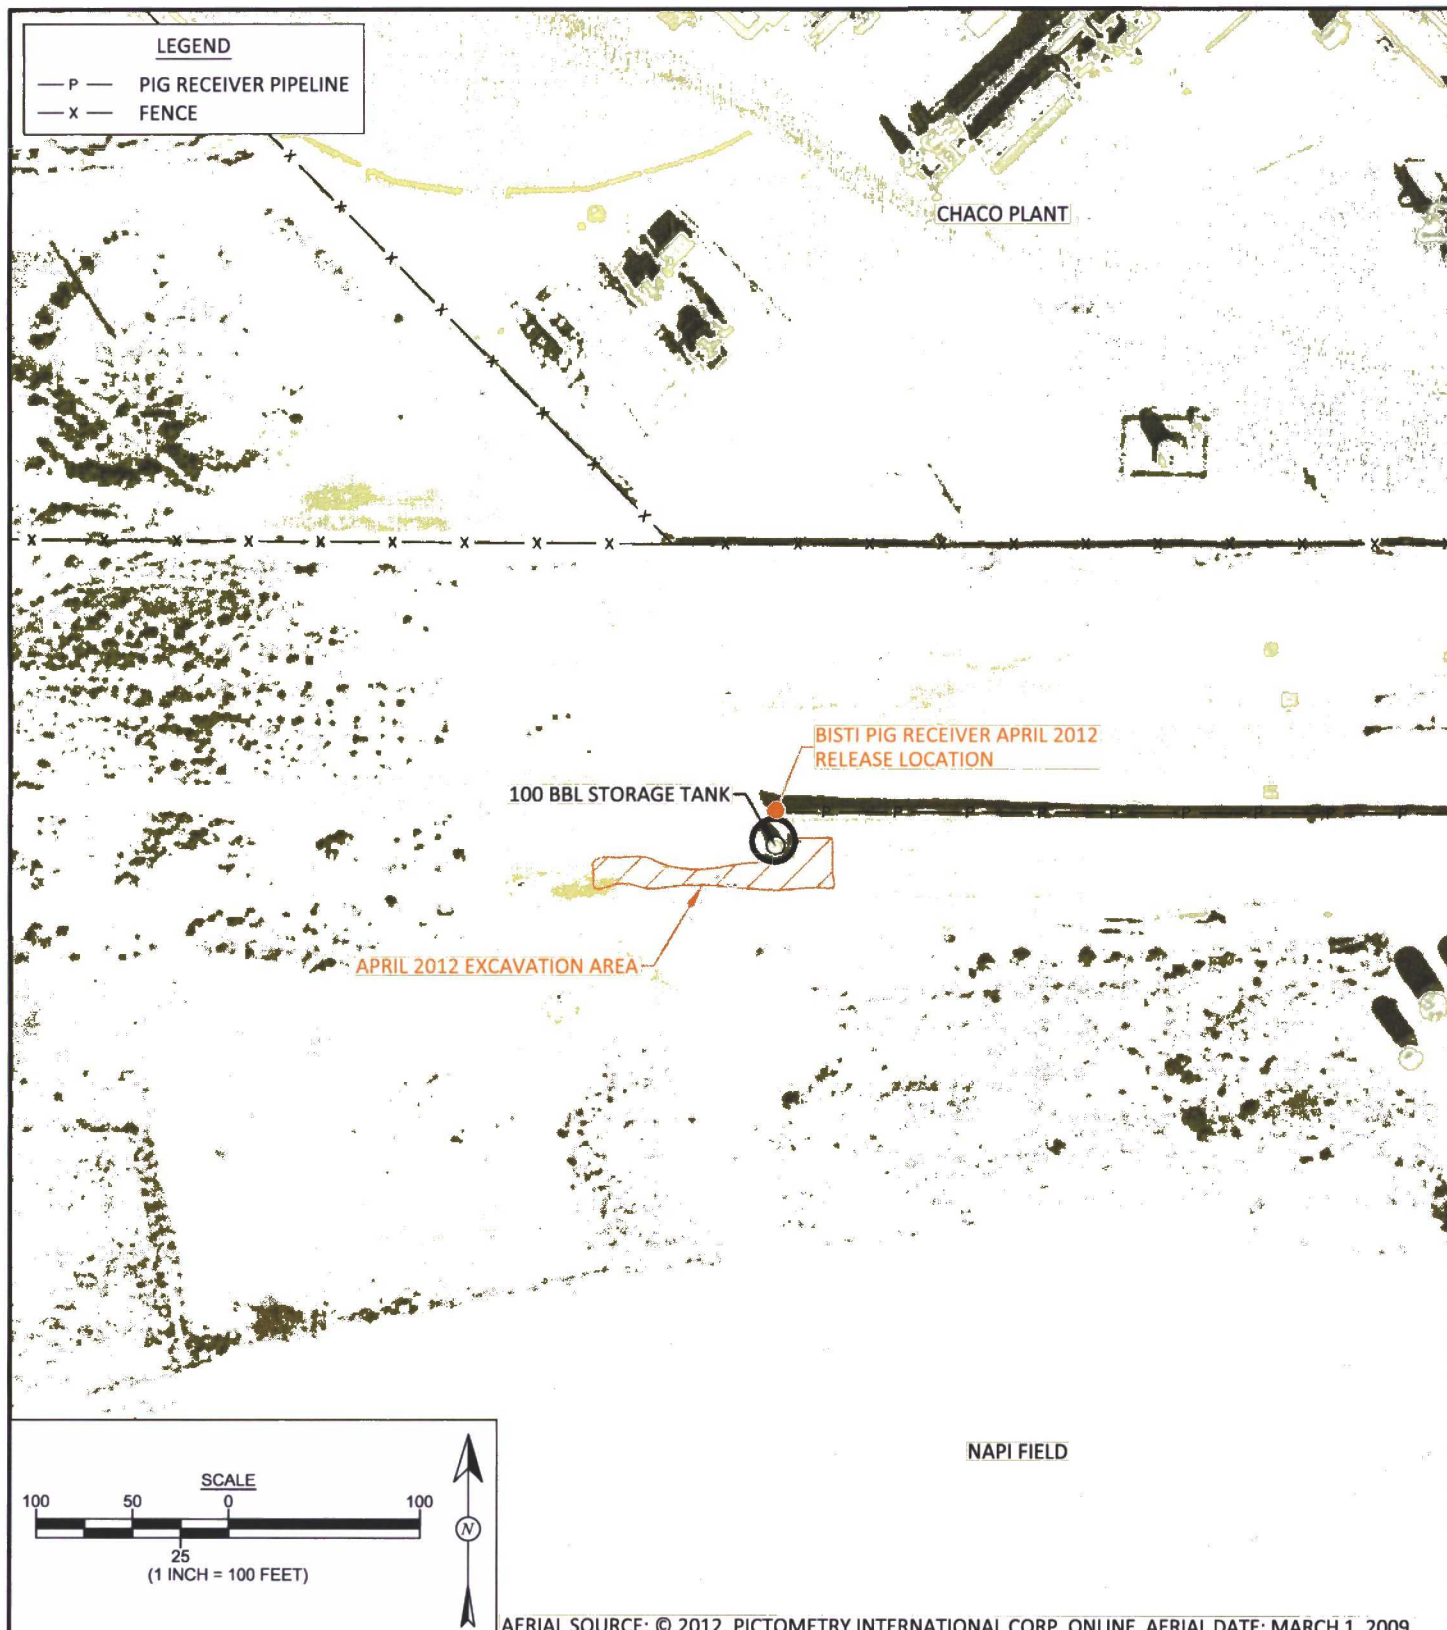 LEGEND
— P — PIG RECEIVER PIPELINE
— X — FENCE
CHACO PLANT
BISTI PIG RECEIVER APRIL 2012
RELEASE LOCATION
100 BBL STORAGE TANK
APRIL 2012 EXCAVATION AREA
NAPI FIELD
SCALE
100 50 0 100
25
(1 INCH = 100 FEET)
N
AERIAL SOURCE: © 2012 PICTOMETRY INTERNATIONAL CORP. ONLINE, AERIAL DATE: MARCH 1, 2009